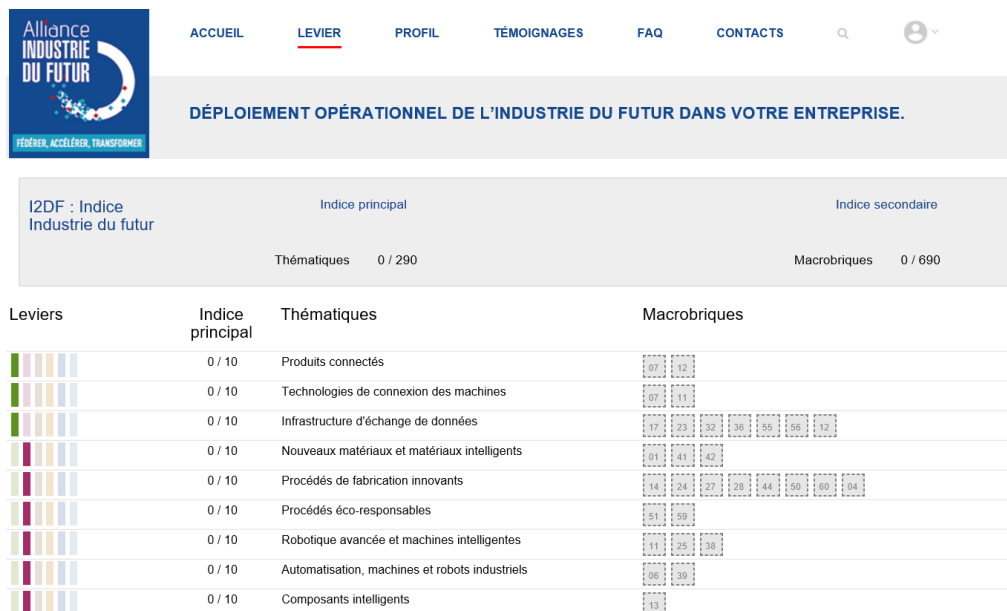 Alliance
INDUSTRIE
DU FUTUR
FÉDÉRER, ACCÉLÉRER, TRANSFORMER
ACCUEIL LEVIER PROFIL TÉMOIGNAGES FAQ CONTACTS
DÉPLOIEMENT OPÉRATIONNEL DE L'INDUSTRIE DU FUTUR DANS VOTRE ENTREPRISE.
I2DF : Indice
Industrie du futur
Indice principal Indice secondaire
Thématiques 0 / 290 Macrobriques 0 / 690
Leviers Indice principal Thématiques Macrobriques
0 / 10 Produits connectés 07 12
0 / 10 Technologies de connexion des machines 07 11
0 / 10 Infrastructure d'échange de données 17 23 32 36 55 56 12
0 / 10 Nouveaux matériaux et matériaux intelligents 01 41 42
0 / 10 Procédés de fabrication innovants 14 24 27 28 44 50 60 04
0 / 10 Procédés éco-responsables 51 59
0 / 10 Robotique avancée et machines intelligentes 11 25 38
0 / 10 Automatisation, machines et robots industriels 06 39
0 / 10 Composants intelligents 13